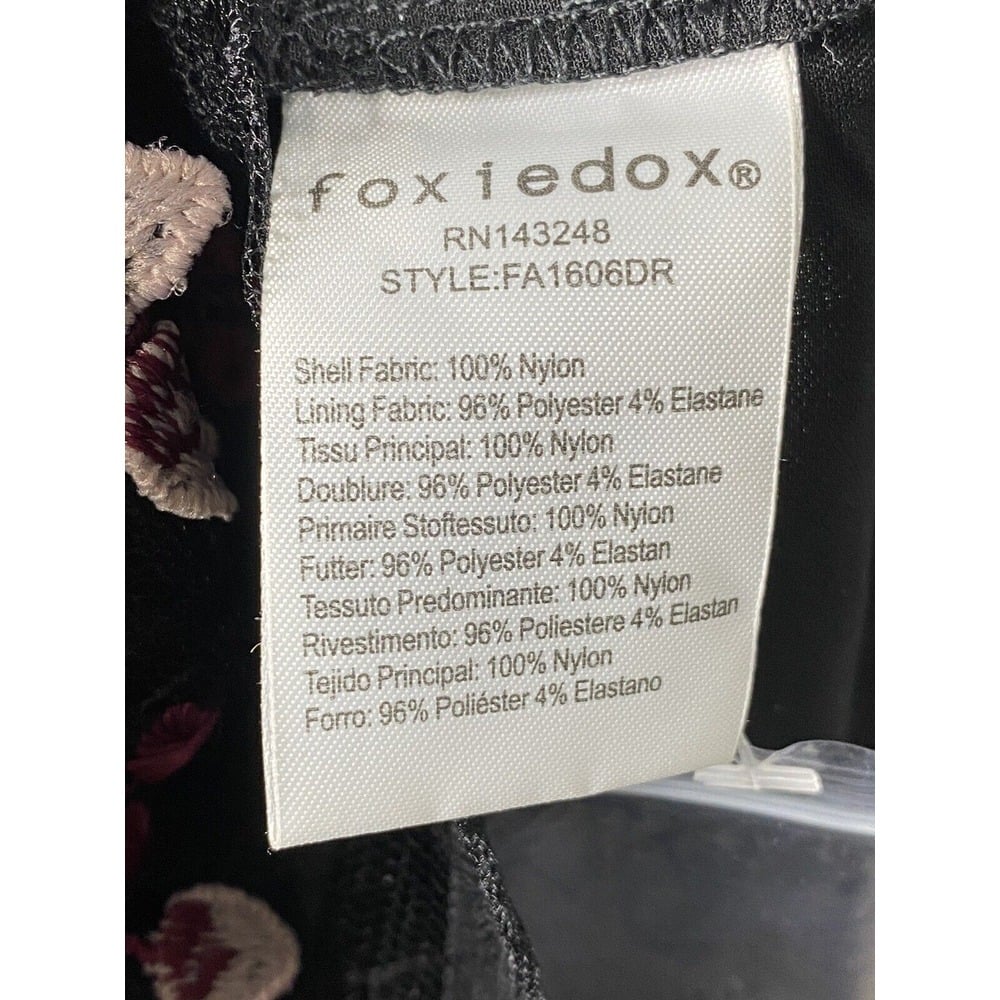 foxiedox®
RN143248
STYLE:FA1606DR
Shell Fabric: 100% Nylon
Lining Fabric: 96% Polyester 4% Elastane
Tissu Principal: 100% Nylon
Doublure: 96% Polyester 4% Elastane
Primaire Stoftessuto: 100% Nylon
Futter: 96% Polyester 4% Elastan
Tessuto Predominante: 100% Nylon
Rivestimento: 96% Poliestere 4% Elastan
Tejido Principal: 100% Nylon
Forro: 96% Poliéster 4% Elastano